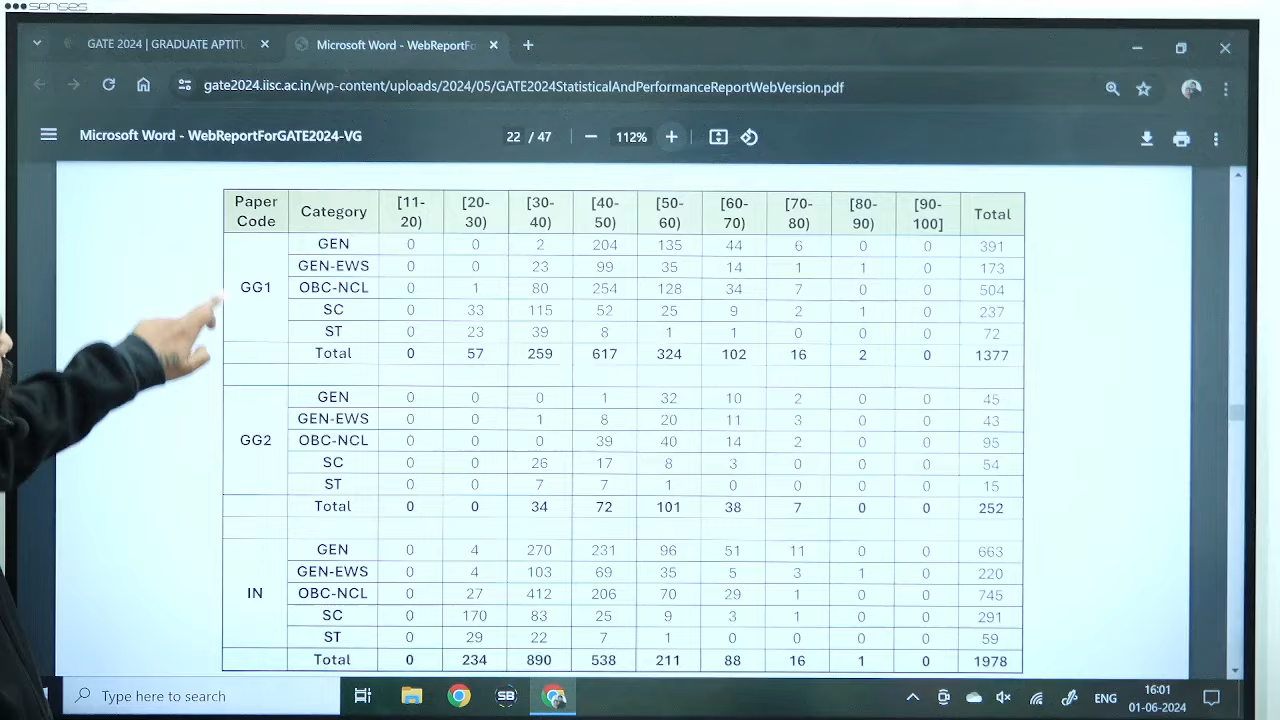 senses
GATE 2024 | GRADUATE APTITU
Microsoft Word - WebReportFo
gate2024.iisc.ac.in/wp-content/uploads/2024/05/GATE2024StatisticalAndPerformanceReportWebVersion.pdf
Microsoft Word - WebReportForGATE2024-VG 22 / 47 112%
Paper Code Category [11-20) [20-30) [30-40) [40-50) [50-60) [60-70) [70-80) [80-90) [90-100] Total
GEN 0 0 2 204 135 44 6 0 0 391
GEN-EWS 0 0 23 99 35 14 1 1 0 173
GG1 OBC-NCL 0 1 80 254 128 34 7 0 0 504
SC 0 33 115 52 25 9 2 1 0 237
ST 0 23 39 8 1 1 0 0 0 72
Total 0 57 259 617 324 102 16 2 0 1377
GEN 0 0 0 1 32 10 2 0 0 45
GEN-EWS 0 0 1 8 20 11 3 0 0 43
GG2 OBC-NCL 0 0 0 39 40 14 2 0 0 95
SC 0 0 26 17 8 3 0 0 0 54
ST 0 0 7 7 1 0 0 0 0 15
Total 0 0 34 72 101 38 7 0 0 252
GEN 0 4 270 231 96 51 11 0 0 663
GEN-EWS 0 4 103 69 35 5 3 1 0 220
IN OBC-NCL 0 27 412 206 70 29 1 0 0 745
SC 0 170 83 25 9 3 1 0 0 291
ST 0 29 22 7 1 0 0 0 0 59
Total 0 234 890 538 211 88 16 1 0 1978
Type here to search SB ENG 16:01
01-06-2024